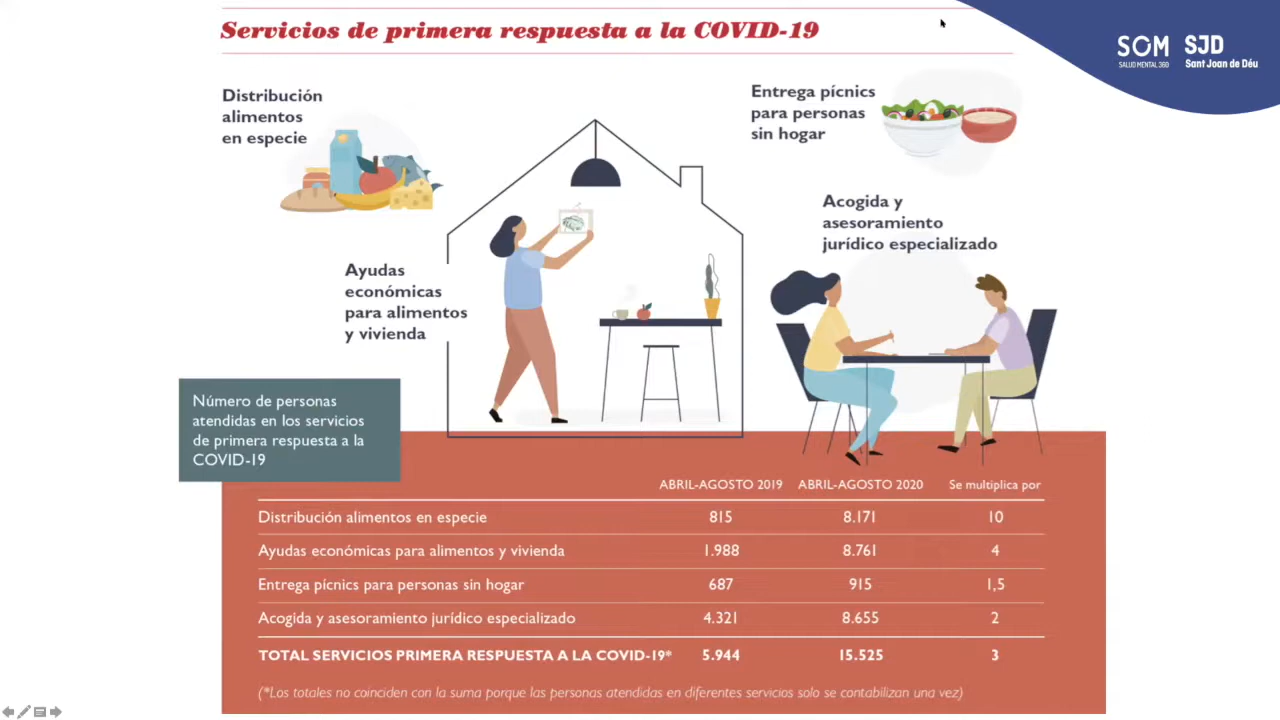 Servicios de primera respuesta a la COVID-19
SOM
SALUD MENTAL 360
SJD
Sant Joan de Déu
Distribución
alimentos
en especie
Entrega pícnics
para personas
sin hogar
Acogida y
asesoramiento
jurídico especializado
Ayudas
económicas
para alimentos
y vivienda
Número de personas
atendidas en los servicios
de primera respuesta a la
COVID-19
ABRIL-AGOSTO 2019 ABRIL-AGOSTO 2020 Se multiplica por
Distribución alimentos en especie 815 8.171 10
Ayudas económicas para alimentos y vivienda 1.988 8.761 4
Entrega pícnics para personas sin hogar 687 915 1,5
Acogida y asesoramiento jurídico especializado 4.321 8.655 2
TOTAL SERVICIOS PRIMERA RESPUESTA A LA COVID-19* 5.944 15.525 3
(*Los totales no coinciden con la suma porque las personas atendidas en diferentes servicios solo se contabilizan una vez)